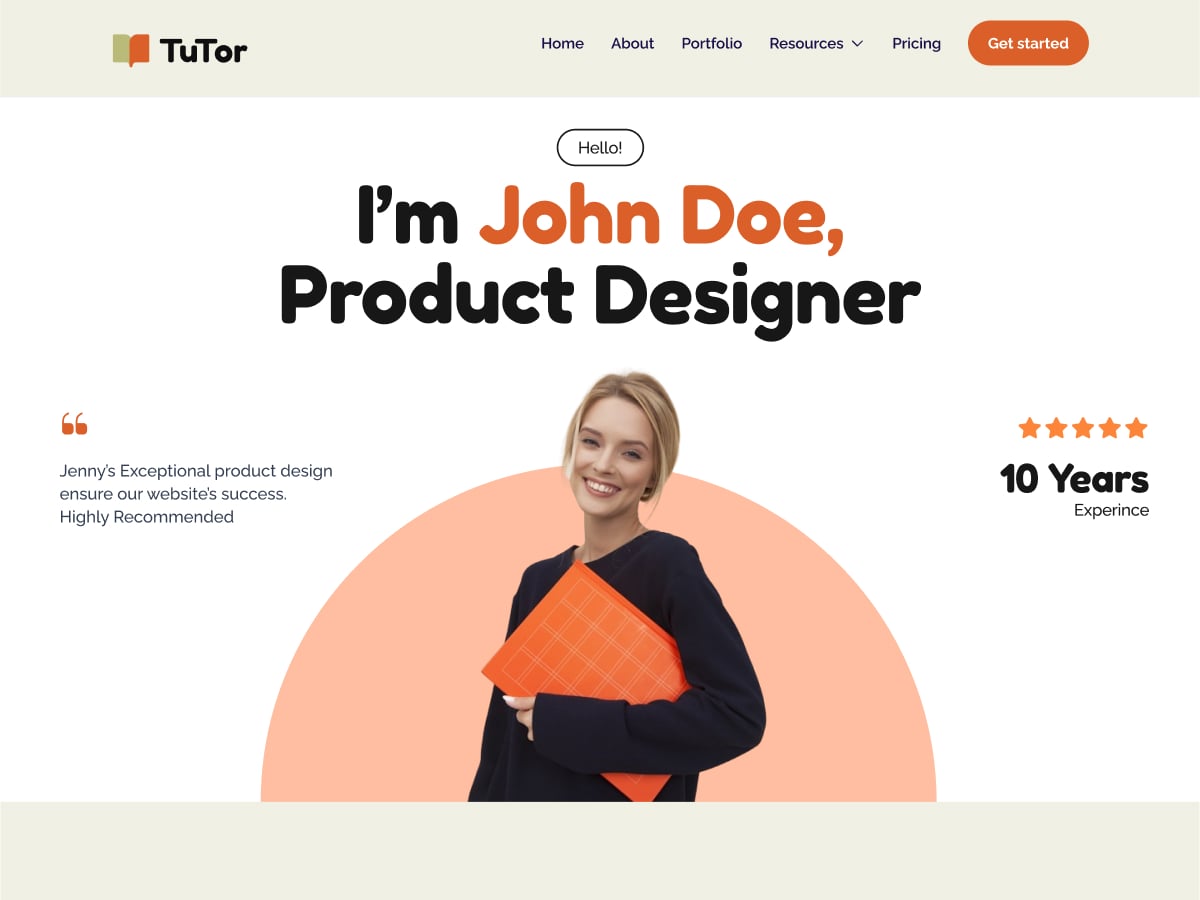 TuTor
Home About Portfolio Resources Pricing Get started
Hello!
I’m John Doe,
Product Designer
Jenny’s Exceptional product design
ensure our website’s success.
Highly Recommended
10 Years
Experince